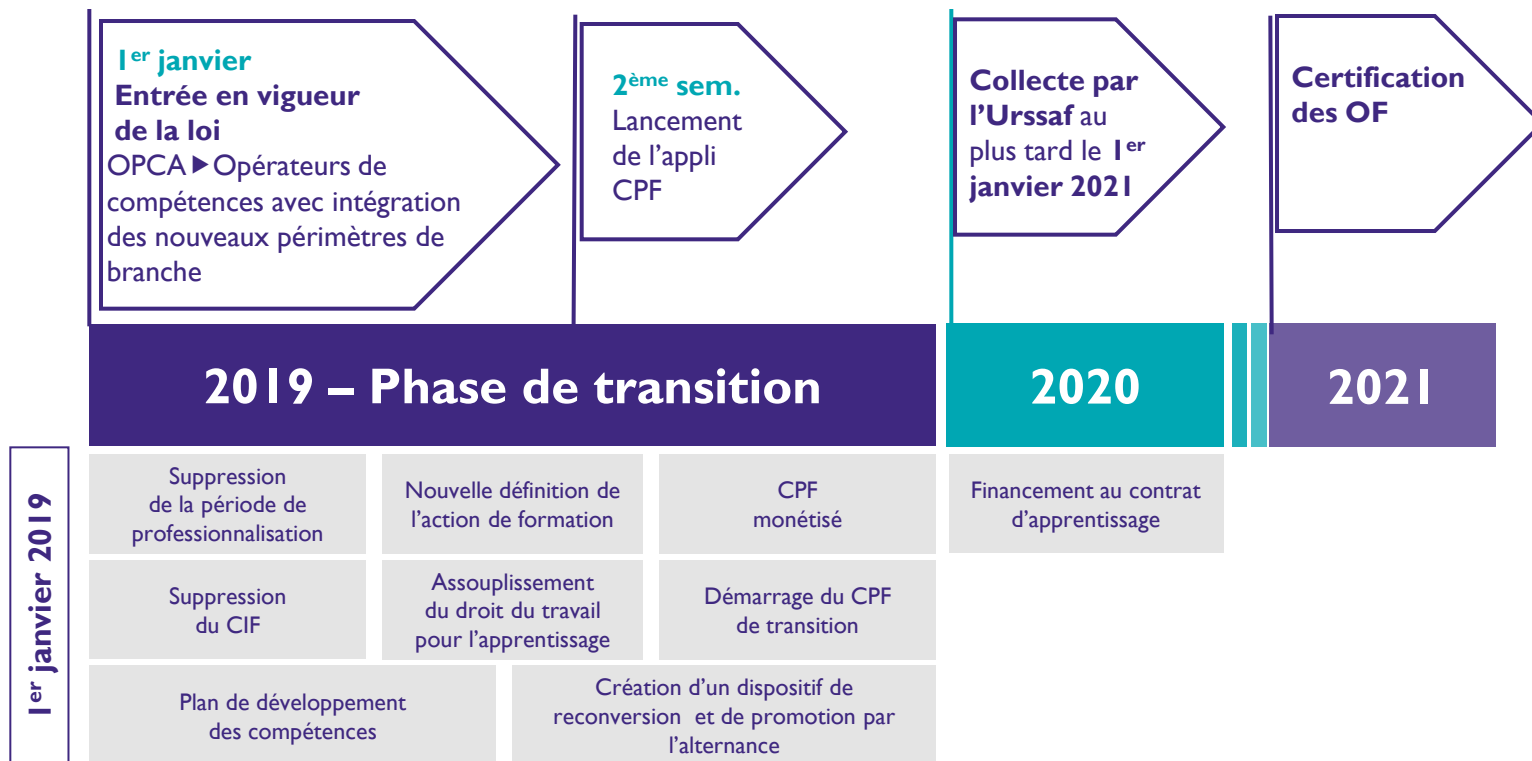 1er janvier
Entrée en vigueur
de la loi
OPCA ▶ Opérateurs de
compétences avec intégration
des nouveaux périmètres de
branche
2ème sem.
Lancement
de l'appli
CPF
Collecte par
l'Urssaf au
plus tard le 1er
janvier 2021
Certification
des OF
2019 – Phase de transition
2020
2021
1er janvier 2019
Suppression
de la période de
professionnalisation
Nouvelle définition de
l'action de formation
CPF
monétisé
Financement au contrat
d'apprentissage
Suppression
du CIF
Assouplissement
du droit du travail
pour l'apprentissage
Démarrage du CPF
de transition
Plan de développement
des compétences
Création d'un dispositif de
reconversion et de promotion par
l'alternance